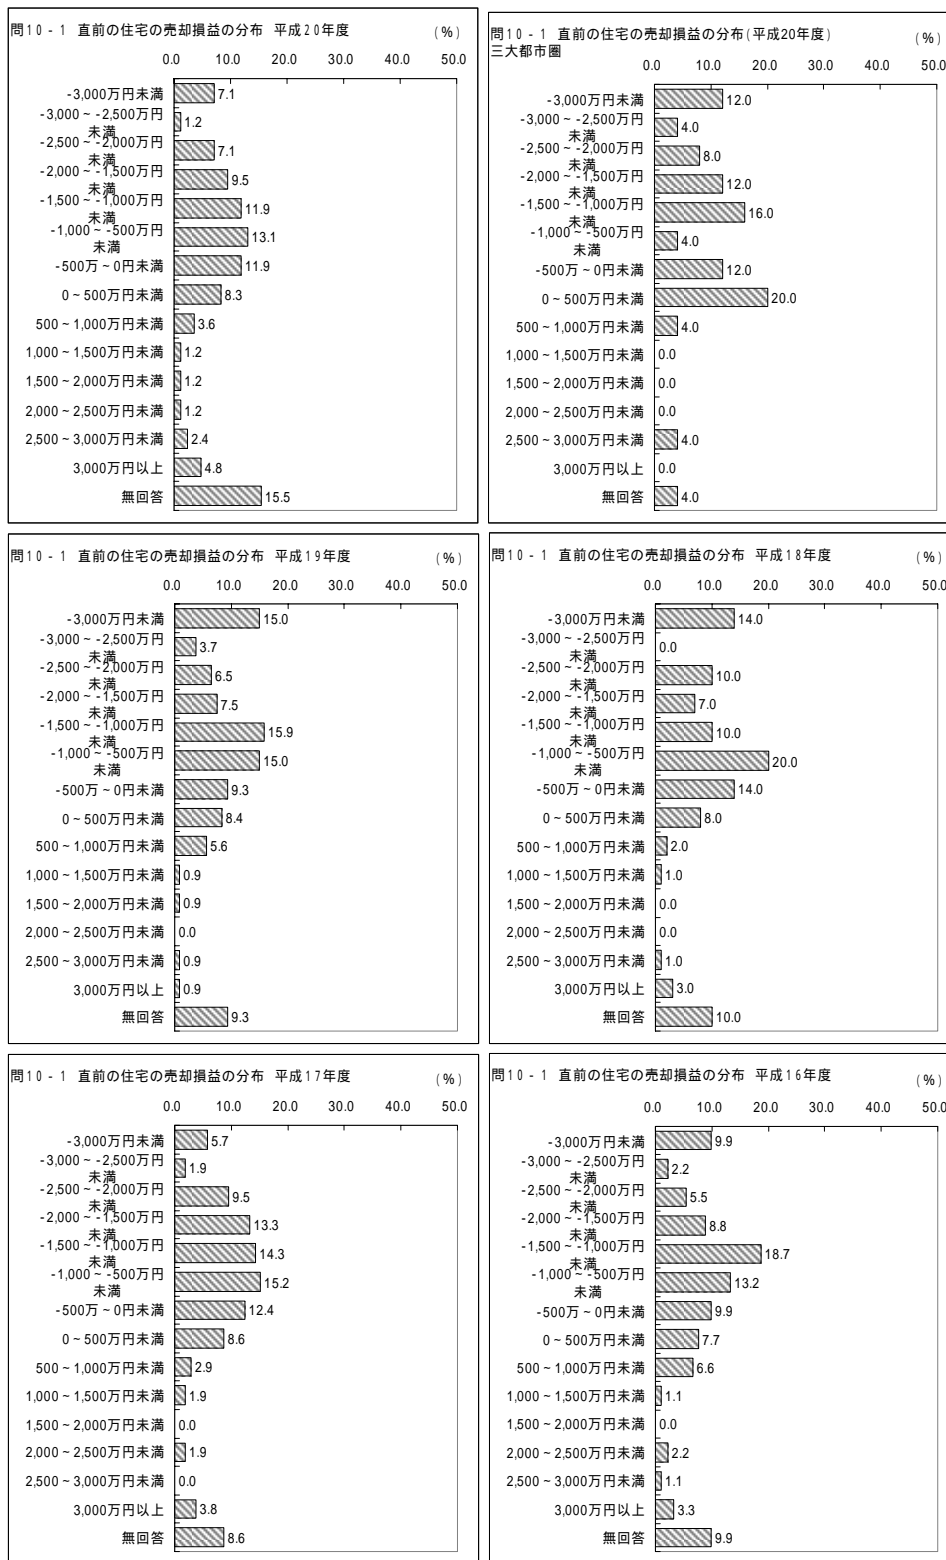 問10-1 直前の住宅の売却損益の分布 平成20年度 (%)
0.0 10.0 20.0 30.0 40.0 50.0
-3,000万円未満 7.1
-3,000~-2,500万円
未満 1.2
-2,500~-2,000万円
未満 7.1
-2,000~-1,500万円
未満 9.5
-1,500~-1,000万円
未満 11.9
-1,000~-500万円
未満 13.1
-500万~0円未満 11.9
0~500万円未満 8.3
500~1,000万円未満 3.6
1,000~1,500万円未満 1.2
1,500~2,000万円未満 1.2
2,000~2,500万円未満 1.2
2,500~3,000万円未満 2.4
3,000万円以上 4.8
無回答 15.5
問10-1 直前の住宅の売却損益の分布(平成20年度) (%)
三大都市圏
0.0 10.0 20.0 30.0 40.0 50.0
-3,000万円未満 12.0
-3,000~-2,500万円
未満 4.0
-2,500~-2,000万円
未満 8.0
-2,000~-1,500万円
未満 12.0
-1,500~-1,000万円
未満 16.0
-1,000~-500万円
未満 4.0
-500万~0円未満 12.0
0~500万円未満 20.0
500~1,000万円未満 4.0
1,000~1,500万円未満 0.0
1,500~2,000万円未満 0.0
2,000~2,500万円未満 0.0
2,500~3,000万円未満 4.0
3,000万円以上 0.0
無回答 4.0
問10-1 直前の住宅の売却損益の分布 平成19年度 (%)
0.0 10.0 20.0 30.0 40.0 50.0
-3,000万円未満 15.0
-3,000~-2,500万円
未満 3.7
-2,500~-2,000万円
未満 6.5
-2,000~-1,500万円
未満 7.5
-1,500~-1,000万円
未満 15.9
-1,000~-500万円
未満 15.0
-500万~0円未満 9.3
0~500万円未満 8.4
500~1,000万円未満 5.6
1,000~1,500万円未満 0.9
1,500~2,000万円未満 0.9
2,000~2,500万円未満 0.0
2,500~3,000万円未満 0.9
3,000万円以上 0.9
無回答 9.3
問10-1 直前の住宅の売却損益の分布 平成18年度 (%)
0.0 10.0 20.0 30.0 40.0 50.0
-3,000万円未満 14.0
-3,000~-2,500万円
未満 0.0
-2,500~-2,000万円
未満 10.0
-2,000~-1,500万円
未満 7.0
-1,500~-1,000万円
未満 10.0
-1,000~-500万円
未満 20.0
-500万~0円未満 14.0
0~500万円未満 8.0
500~1,000万円未満 2.0
1,000~1,500万円未満 1.0
1,500~2,000万円未満 0.0
2,000~2,500万円未満 0.0
2,500~3,000万円未満 1.0
3,000万円以上 3.0
無回答 10.0
問10-1 直前の住宅の売却損益の分布 平成17年度 (%)
0.0 10.0 20.0 30.0 40.0 50.0
-3,000万円未満 5.7
-3,000~-2,500万円
未満 1.9
-2,500~-2,000万円
未満 9.5
-2,000~-1,500万円
未満 13.3
-1,500~-1,000万円
未満 14.3
-1,000~-500万円
未満 15.2
-500万~0円未満 12.4
0~500万円未満 8.6
500~1,000万円未満 2.9
1,000~1,500万円未満 1.9
1,500~2,000万円未満 0.0
2,000~2,500万円未満 1.9
2,500~3,000万円未満 0.0
3,000万円以上 3.8
無回答 8.6
問10-1 直前の住宅の売却損益の分布 平成16年度 (%)
0.0 10.0 20.0 30.0 40.0 50.0
-3,000万円未満 9.9
-3,000~-2,500万円
未満 2.2
-2,500~-2,000万円
未満 5.5
-2,000~-1,500万円
未満 8.8
-1,500~-1,000万円
未満 18.7
-1,000~-500万円
未満 13.2
-500万~0円未満 9.9
0~500万円未満 7.7
500~1,000万円未満 6.6
1,000~1,500万円未満 1.1
1,500~2,000万円未満 0.0
2,000~2,500万円未満 2.2
2,500~3,000万円未満 1.1
3,000万円以上 3.3
無回答 9.9